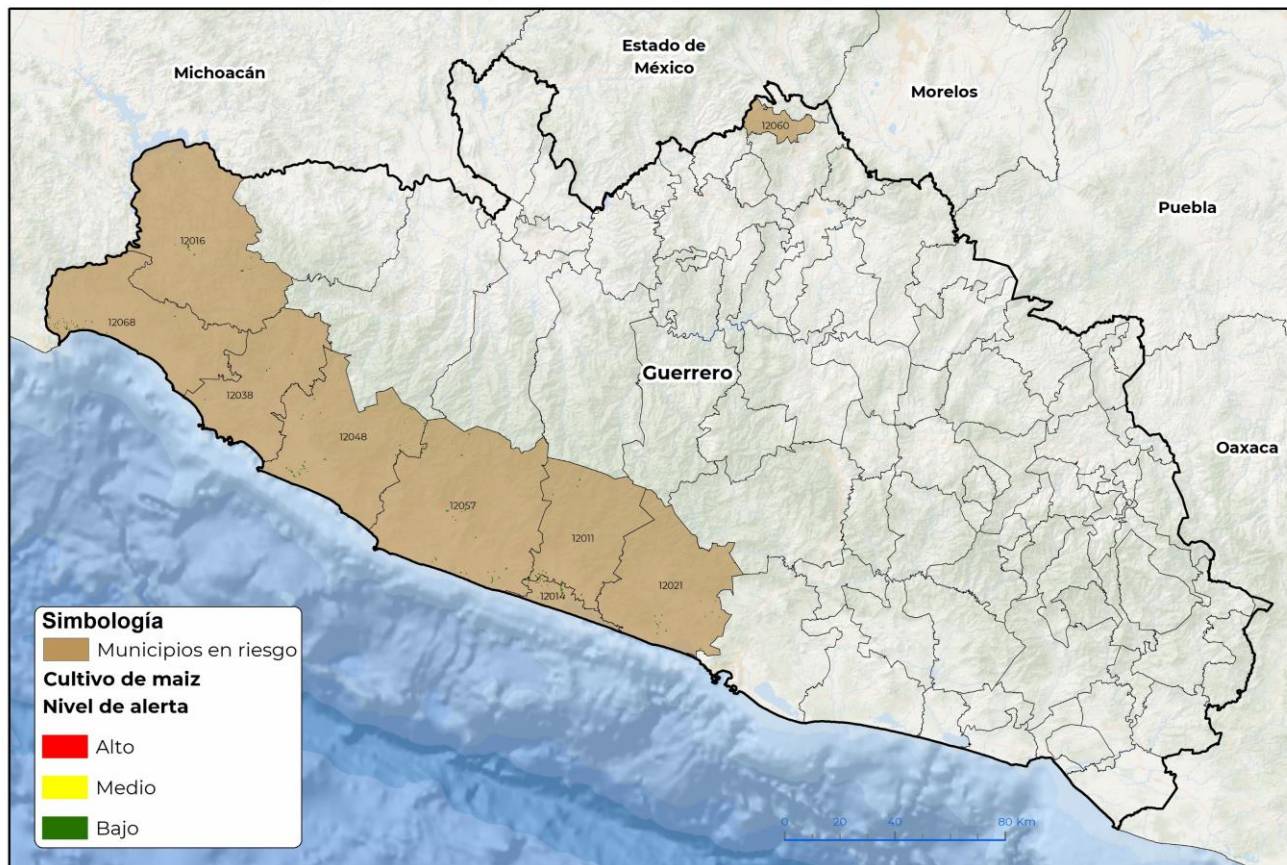 Michoacán
Estado de
México
Morelos
Puebla
Oaxaca
Guerrero
12060
12016
12068
12038
12048
12057
12011
12014
12021
Simbología
Municipios en riesgo
Cultivo de maiz
Nivel de alerta
Alto
Medio
Bajo
0 20 40 80 Km